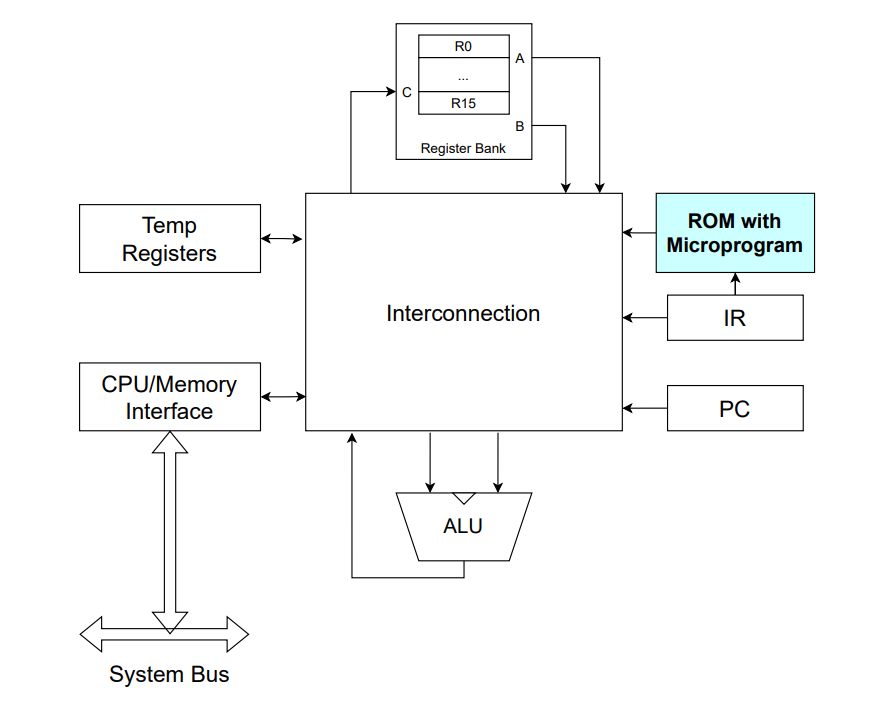 R0
A
...
C
R15
B
Register Bank
Temp
Registers
ROM with
Microprogram
Interconnection
IR
CPU/Memory
Interface
PC
ALU
System Bus